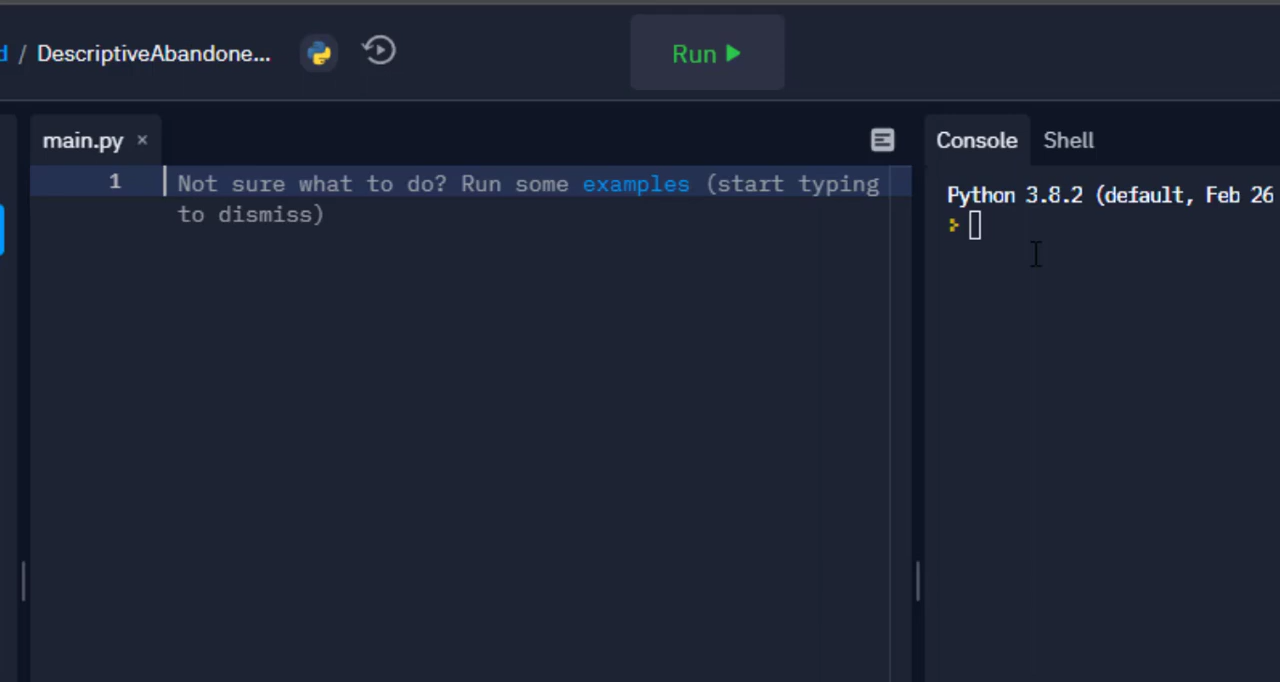 d / DescriptiveAbandone...
Run
main.py ×
Console
Shell
1
Not sure what to do? Run some examples (start typing
to dismiss)
Python 3.8.2 (default, Feb 26